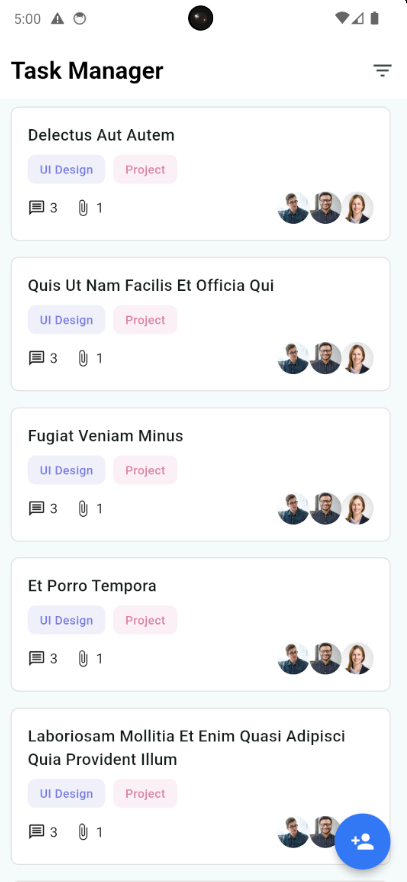 5:00
Task Manager
Delectus Aut Autem
UI Design Project
3 1
Quis Ut Nam Facilis Et Officia Qui
UI Design Project
3 1
Fugiat Veniam Minus
UI Design Project
3 1
Et Porro Tempora
UI Design Project
3 1
Laboriosam Mollitia Et Enim Quasi Adipisci
Quia Provident Illum
UI Design Project
3 1